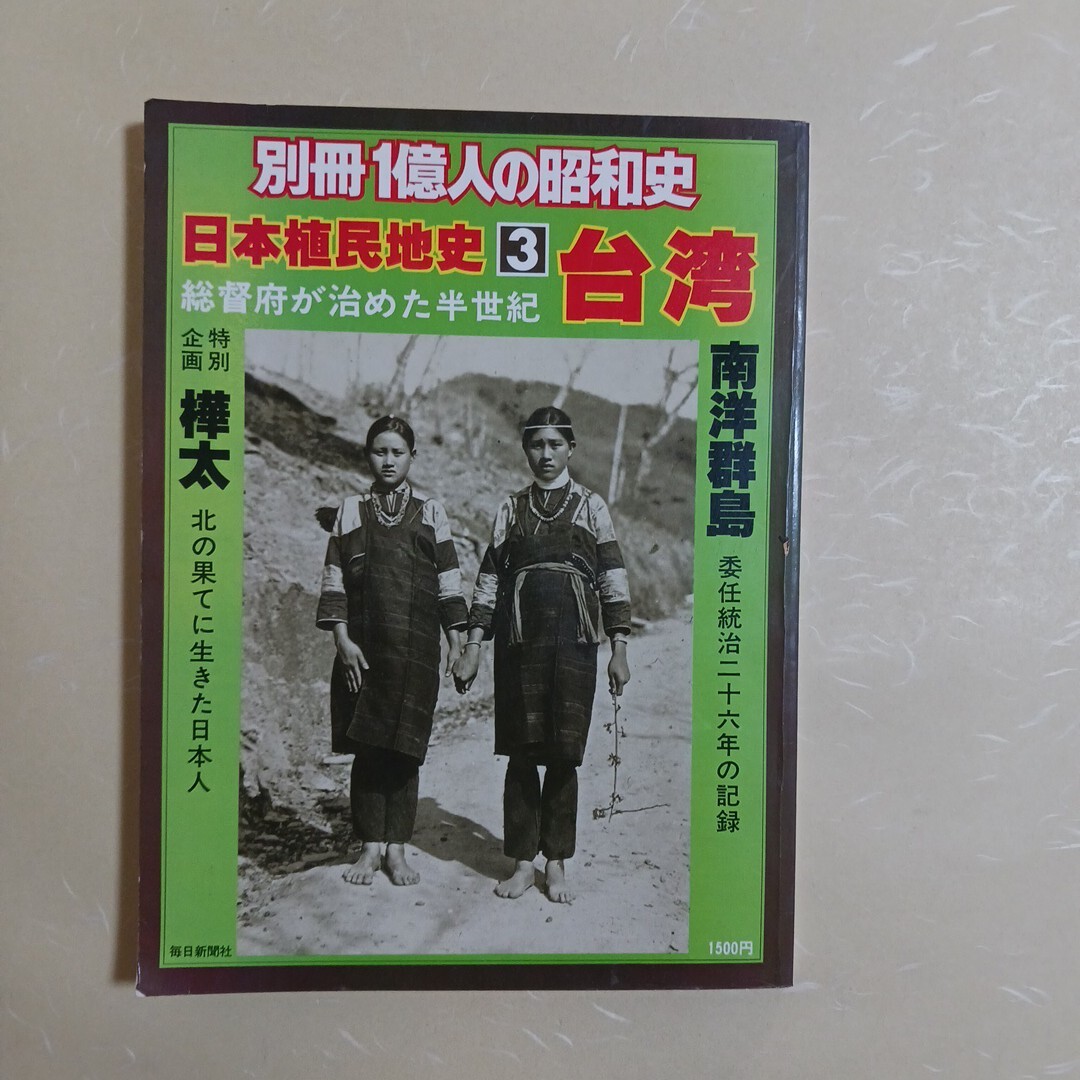 別冊1億人の昭和史
日本植民地史 3 台湾
総督府が治めた半世紀
特別
企画
樺太
北の果てに生きた日本人
南洋群島
委任統治二十六年の記録
毎日新聞社
1500円